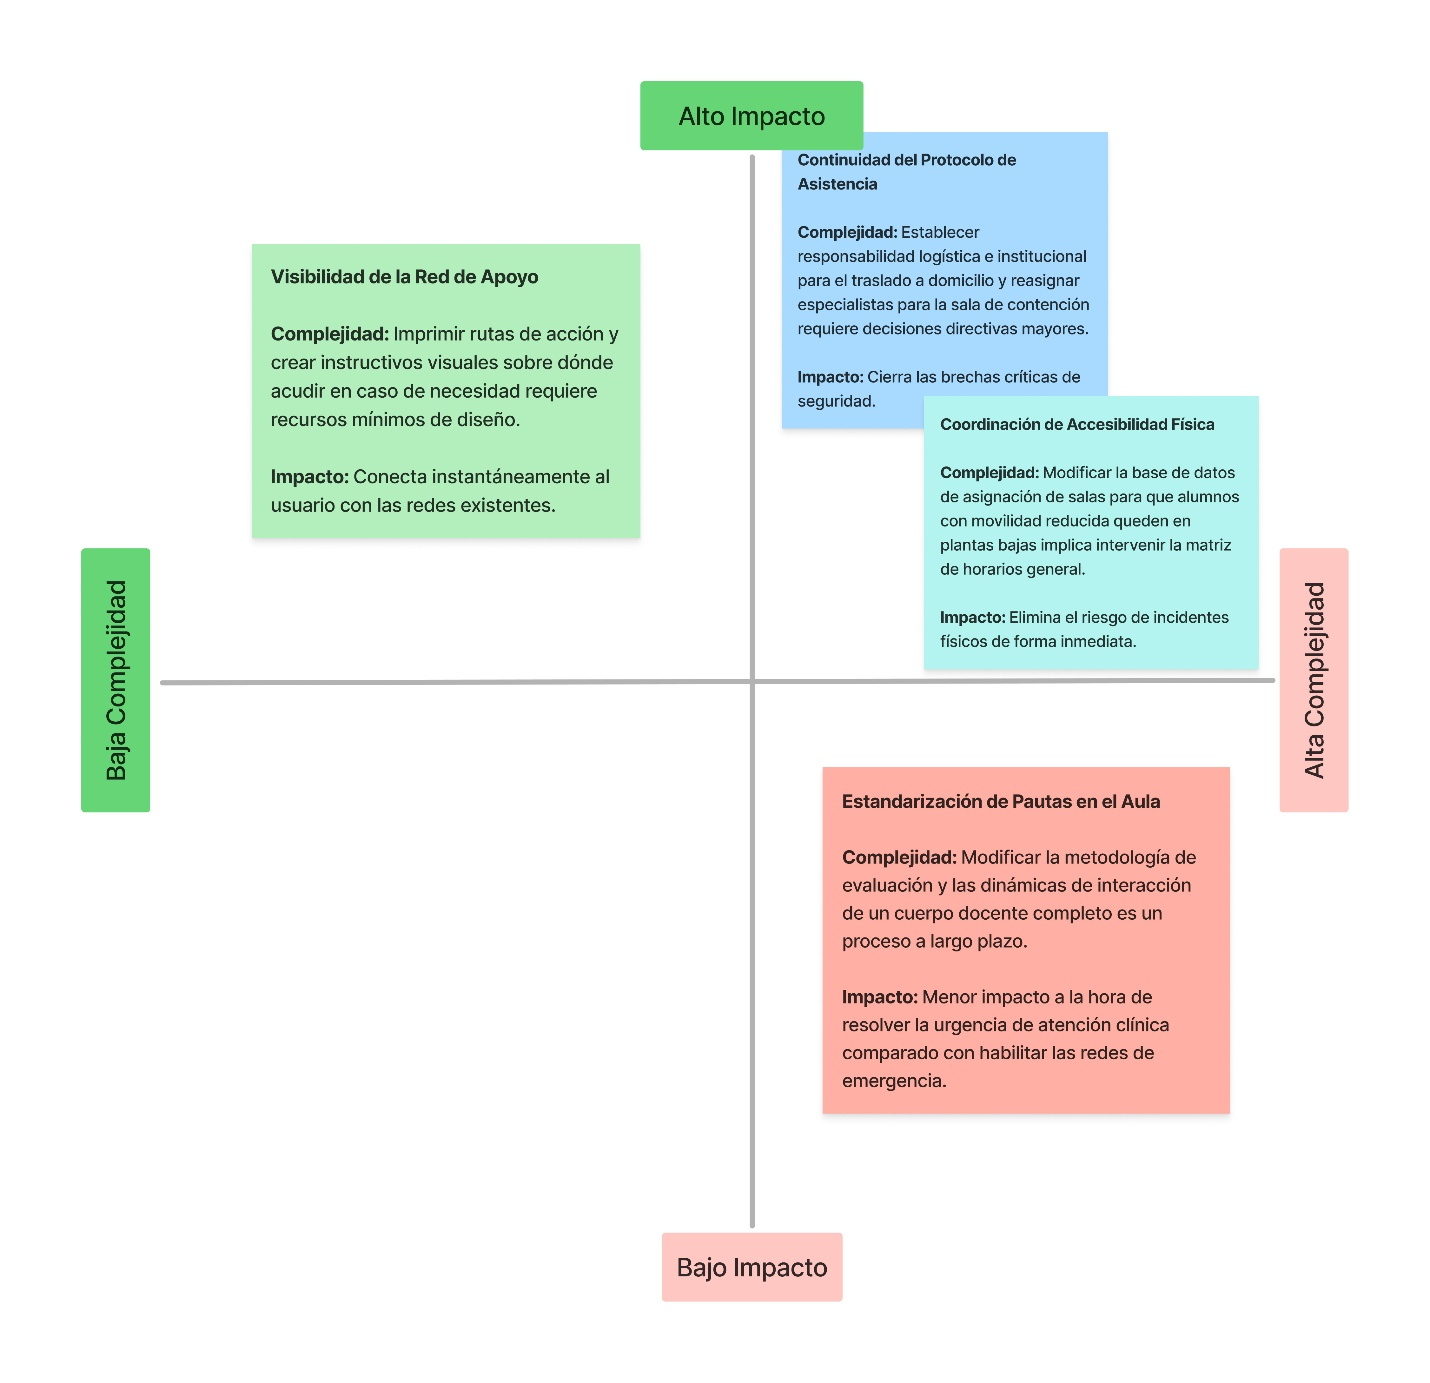 Alto Impacto
Continuidad del Protocolo de
Asistencia
Complejidad: Establecer
responsabilidad logística e institucional
para el traslado a domicilio y reasignar
especialistas para la sala de contención
requiere decisiones directivas mayores.
Impacto: Cierra las brechas críticas de
seguridad.
Visibilidad de la Red de Apoyo
Complejidad: Imprimir rutas de acción y
crear instructivos visuales sobre dónde
acudir en caso de necesidad requiere
recursos mínimos de diseño.
Impacto: Conecta instantáneamente al
usuario con las redes existentes.
Coordinación de Accesibilidad Física
Complejidad: Modificar la base de datos
de asignación de salas para que alumnos
con movilidad reducida queden en
plantas bajas implica intervenir la matriz
de horarios general.
Impacto: Elimina el riesgo de incidentes
físicos de forma inmediata.
Baja Complejidad
Alta Complejidad
Estandarización de Pautas en el Aula
Complejidad: Modificar la metodología de
evaluación y las dinámicas de interacción
de un cuerpo docente completo es un
proceso a largo plazo.
Impacto: Menor impacto a la hora de
resolver la urgencia de atención clínica
comparado con habilitar las redes de
emergencia.
Bajo Impacto